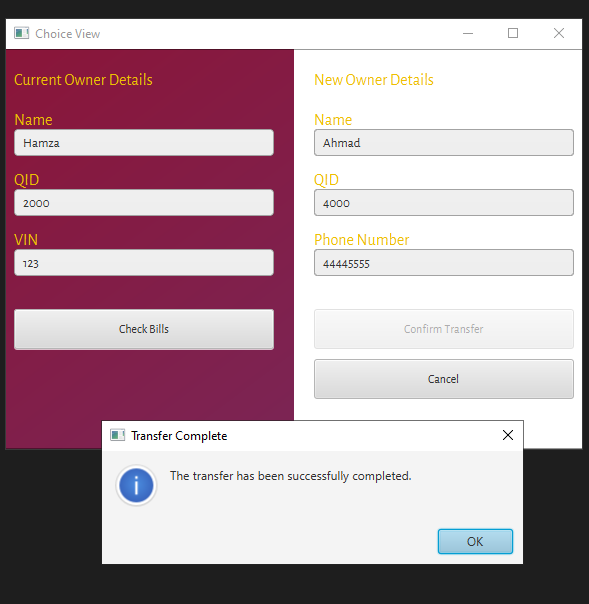 Choice View
Current Owner Details
Name
Hamza
QID
2000
VIN
123
Check Bills
New Owner Details
Name
Ahmad
QID
4000
Phone Number
44445555
Confirm Transfer
Cancel
Transfer Complete
The transfer has been successfully completed.
OK